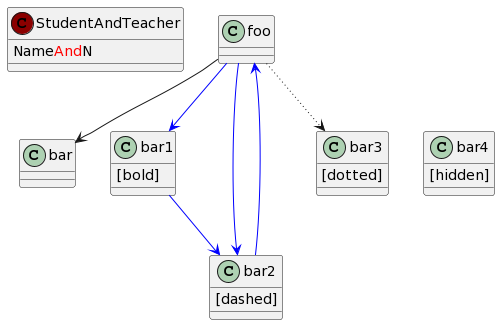 C StudentAndTeacher
NameAndN
C foo
C bar
C bar1
[bold]
C bar3
[dotted]
C bar4
[hidden]
C bar2
[dashed]